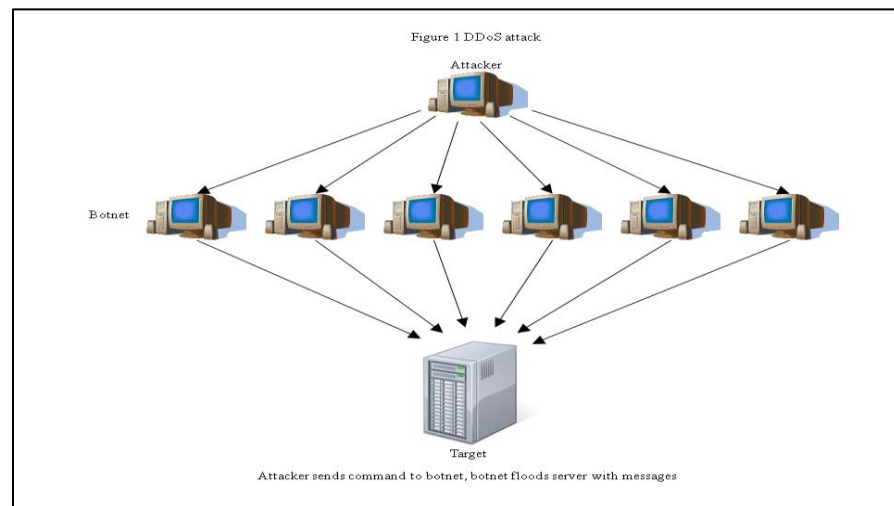 Figure 1 DDoS attack
Attacker
Botnet
Target
Attacker sends command to botnet, botnet floods server with messages